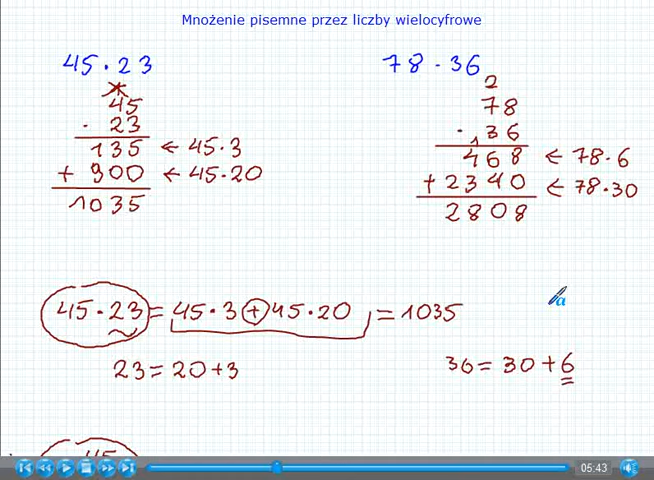 Mnożenie pisemne przez liczby wielocyfrowe
45 · 23
45
· 23
135 ← 45·3
+ 900 ← 45·20
1035
78 · 36
2
78
· 36
1
468 ← 78·6
+ 2340 ← 78·30
2808
45 · 23 = 45 · 3 + 45 · 20 = 1035
23 = 20 + 3
36 = 30 + 6
45
05:43